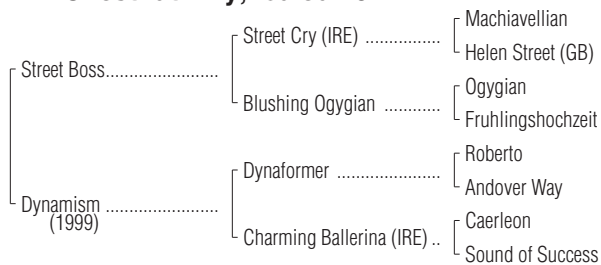 Machiavellian
Street Cry (IRE) ................
Helen Street (GB)
Street Boss........................
Ogygian
Blushing Ogygian ............
Fruhlingshochzeit
Roberto
Dynaformer ......................
Andover Way
Dynamism ........................
(1999)
Caerleon
Charming Ballerina (IRE) ..
Sound of Success